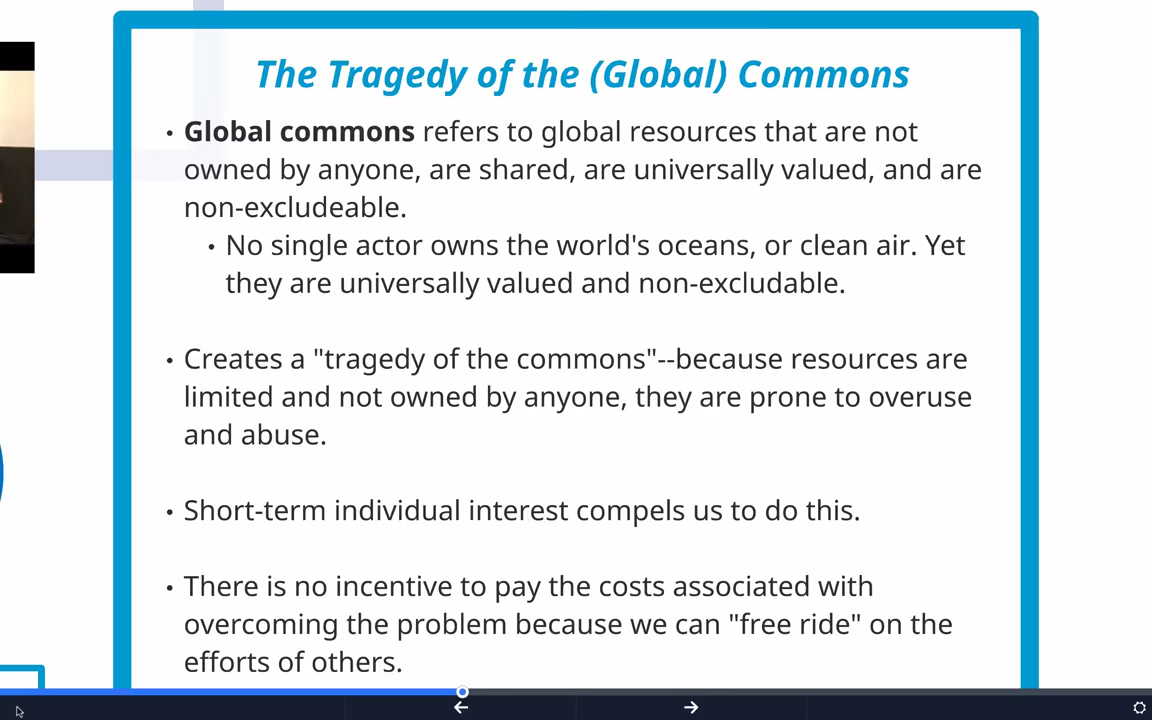 The Tragedy of the (Global) Commons
• Global commons refers to global resources that are not
owned by anyone, are shared, are universally valued, and are
non-excludeable.
• No single actor owns the world's oceans, or clean air. Yet
they are universally valued and non-excludable.
• Creates a "tragedy of the commons"--because resources are
limited and not owned by anyone, they are prone to overuse
and abuse.
• Short-term individual interest compels us to do this.
• There is no incentive to pay the costs associated with
overcoming the problem because we can "free ride" on the
efforts of others.